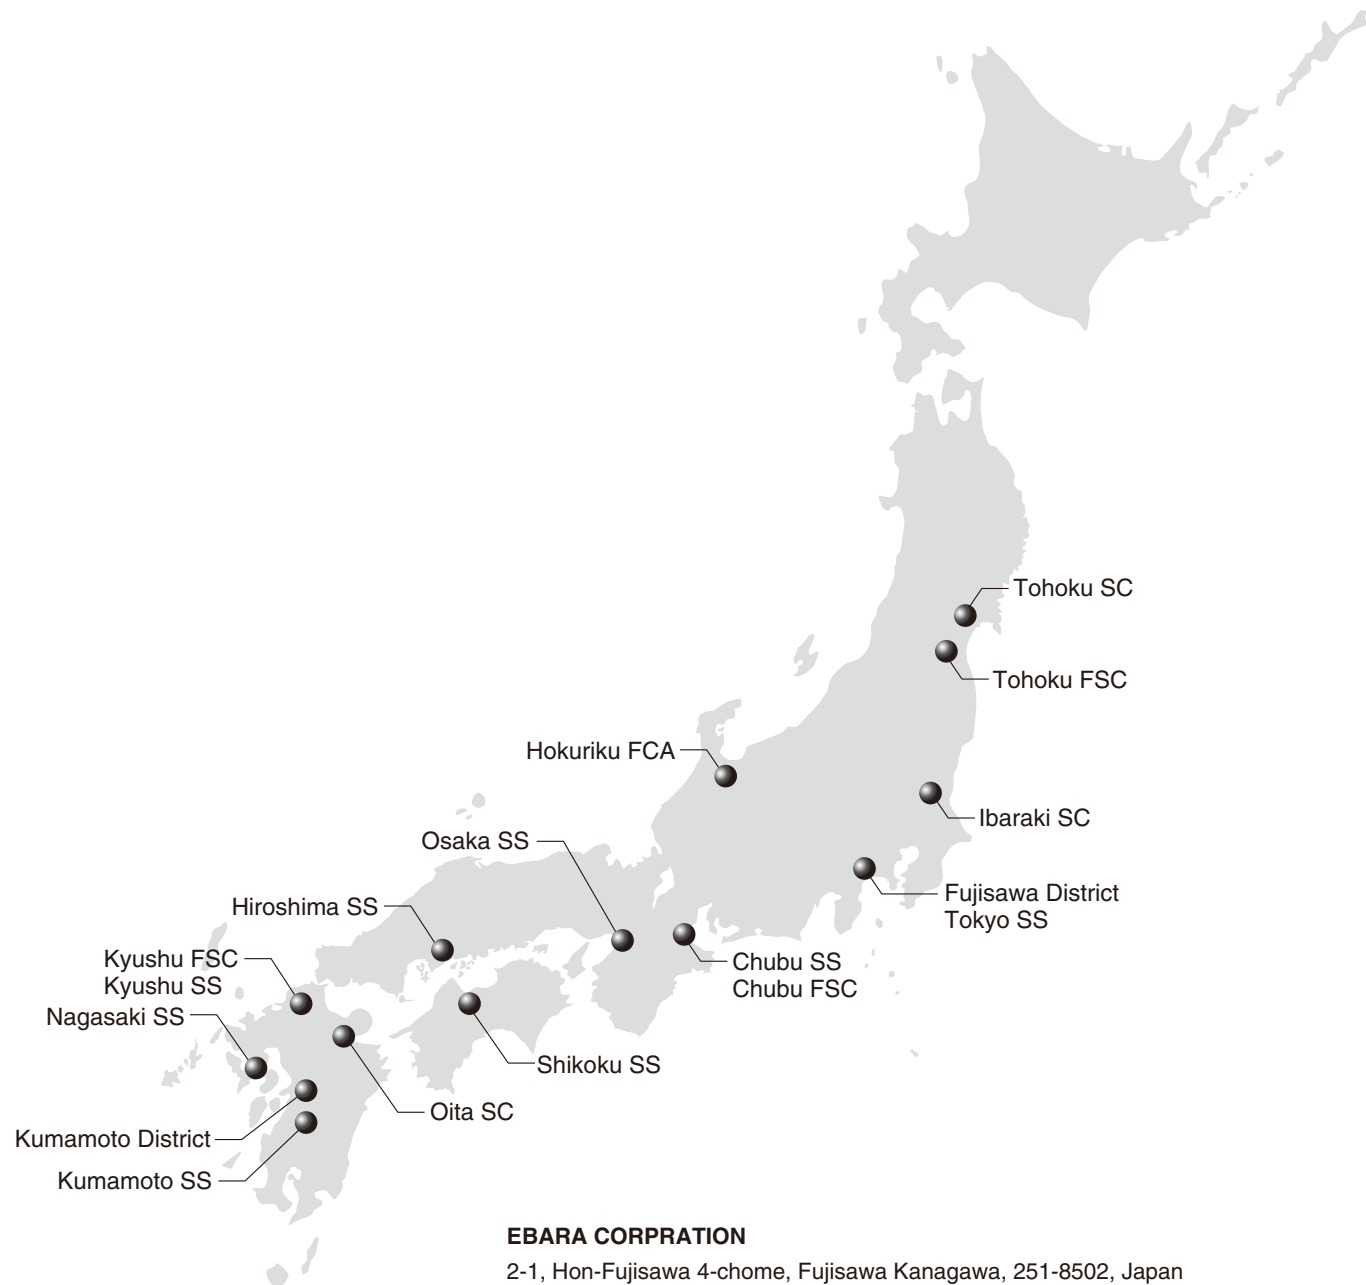 Tohoku SC
Tohoku FSC
Hokuriku FCA
Ibaraki SC
Osaka SS
Fujisawa District
Tokyo SS
Hiroshima SS
Chubu SS
Chubu FSC
Kyushu FSC
Kyushu SS
Nagasaki SS
Shikoku SS
Oita SC
Kumamoto District
Kumamoto SS
EBARA CORPRATION
2-1, Hon-Fujisawa 4-chome, Fujisawa Kanagawa, 251-8502, Japan